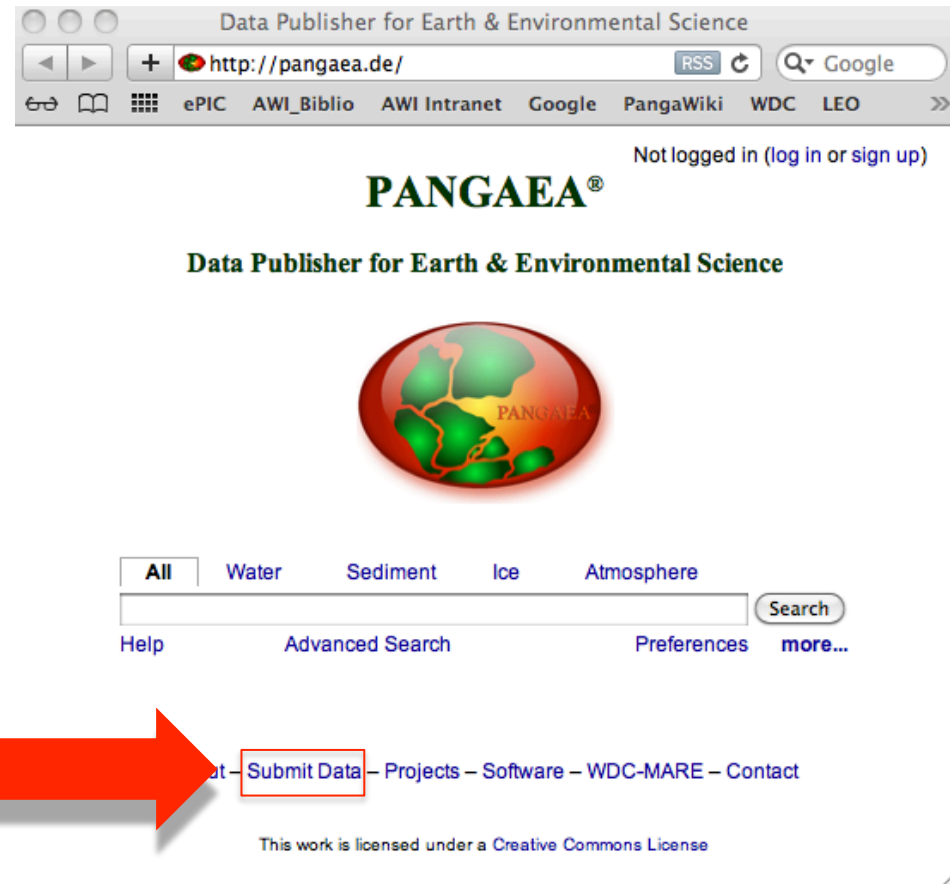 Data Publisher for Earth & Environmental Science
+ http://pangaea.de/ RSS Google
ePIC AWI_Biblio AWI Intranet Google PangaWiki WDC LEO »
Not logged in (log in or sign up)
PANGAEA®
Data Publisher for Earth & Environmental Science
PANGAEA
All Water Sediment Ice Atmosphere
Search
Help Advanced Search Preferences more...
ut – Submit Data – Projects – Software – WDC-MARE – Contact
This work is licensed under a Creative Commons License